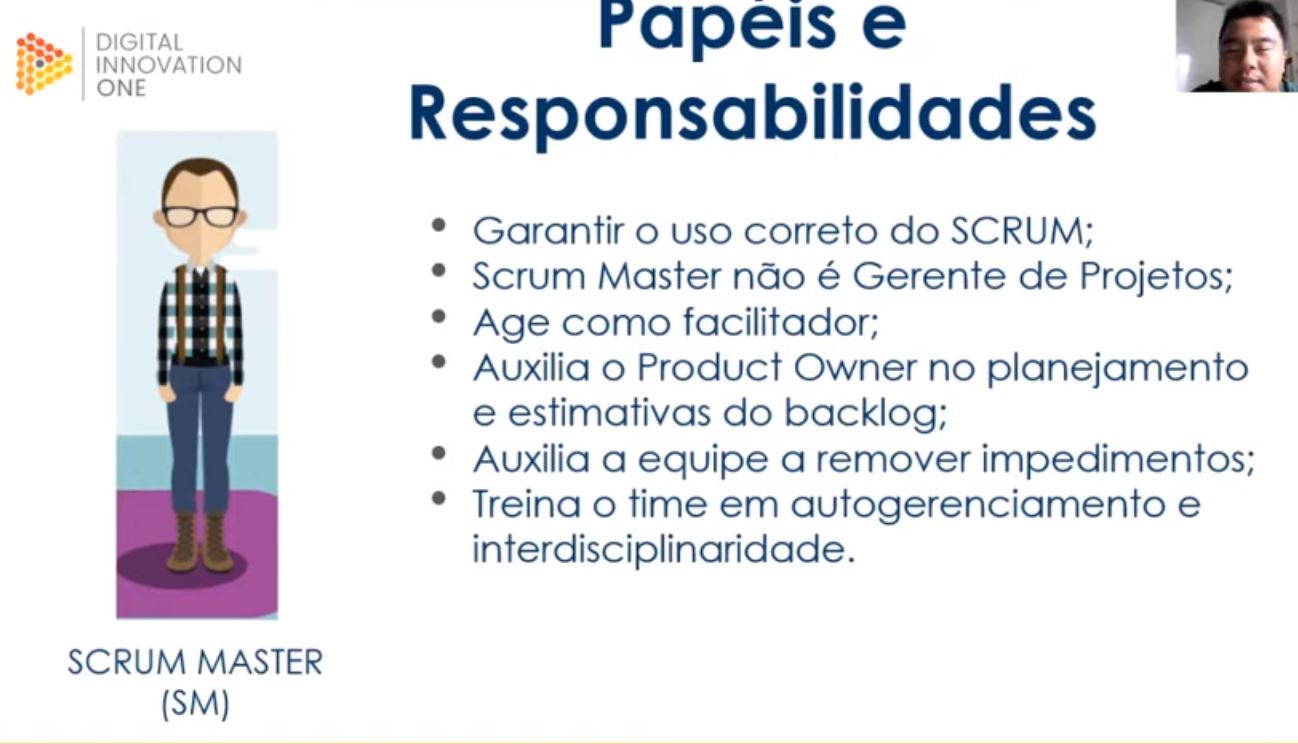 DIGITAL
INNOVATION
ONE
Papéis e
Responsabilidades
• Garantir o uso correto do SCRUM;
• Scrum Master não é Gerente de Projetos;
• Age como facilitador;
• Auxilia o Product Owner no planejamento
e estimativas do backlog;
• Auxilia a equipe a remover impedimentos;
• Treina o time em autogerenciamento e
interdisciplinaridade.
SCRUM MASTER
(SM)